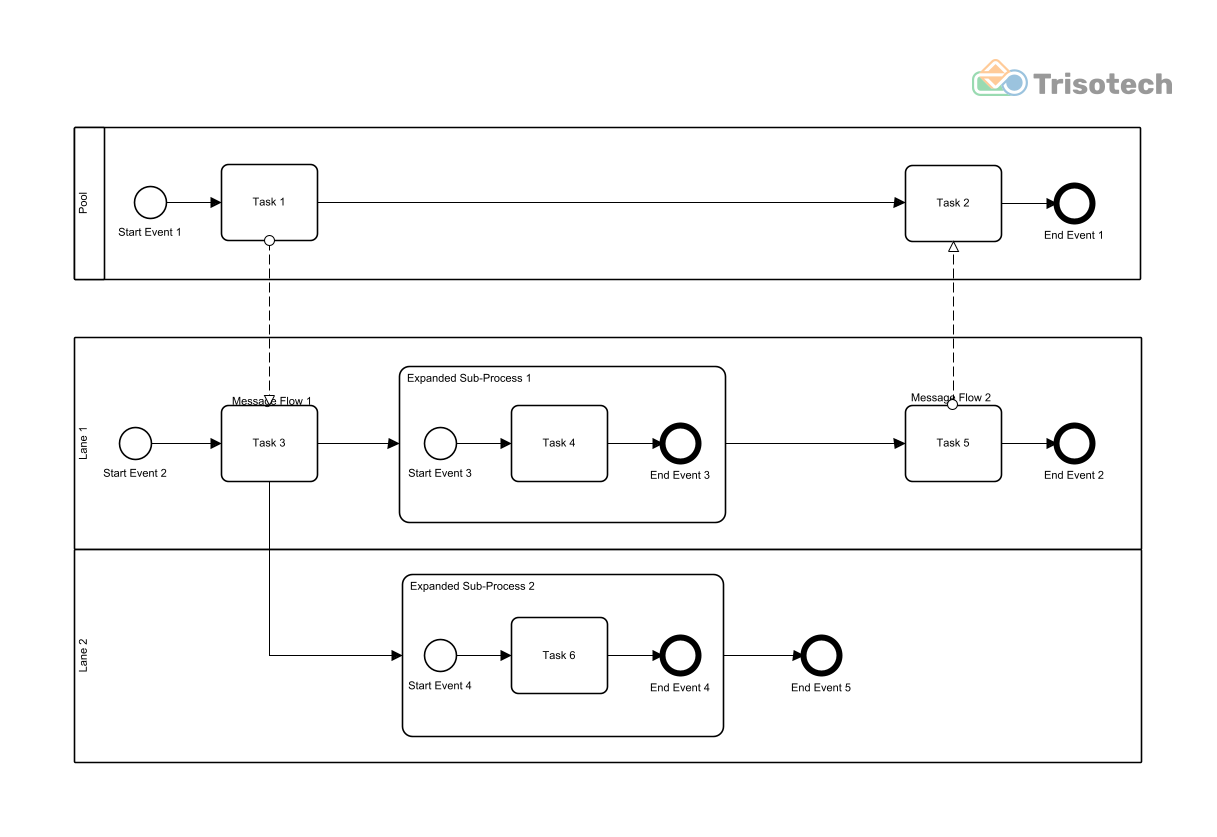 Trisotech
Pool
Start Event 1
Task 1
Task 2
End Event 1
Message Flow 1
Message Flow 2
Lane 1
Start Event 2
Task 3
Expanded Sub-Process 1
Start Event 3
Task 4
End Event 3
Task 5
End Event 2
Lane 2
Expanded Sub-Process 2
Start Event 4
Task 6
End Event 4
End Event 5